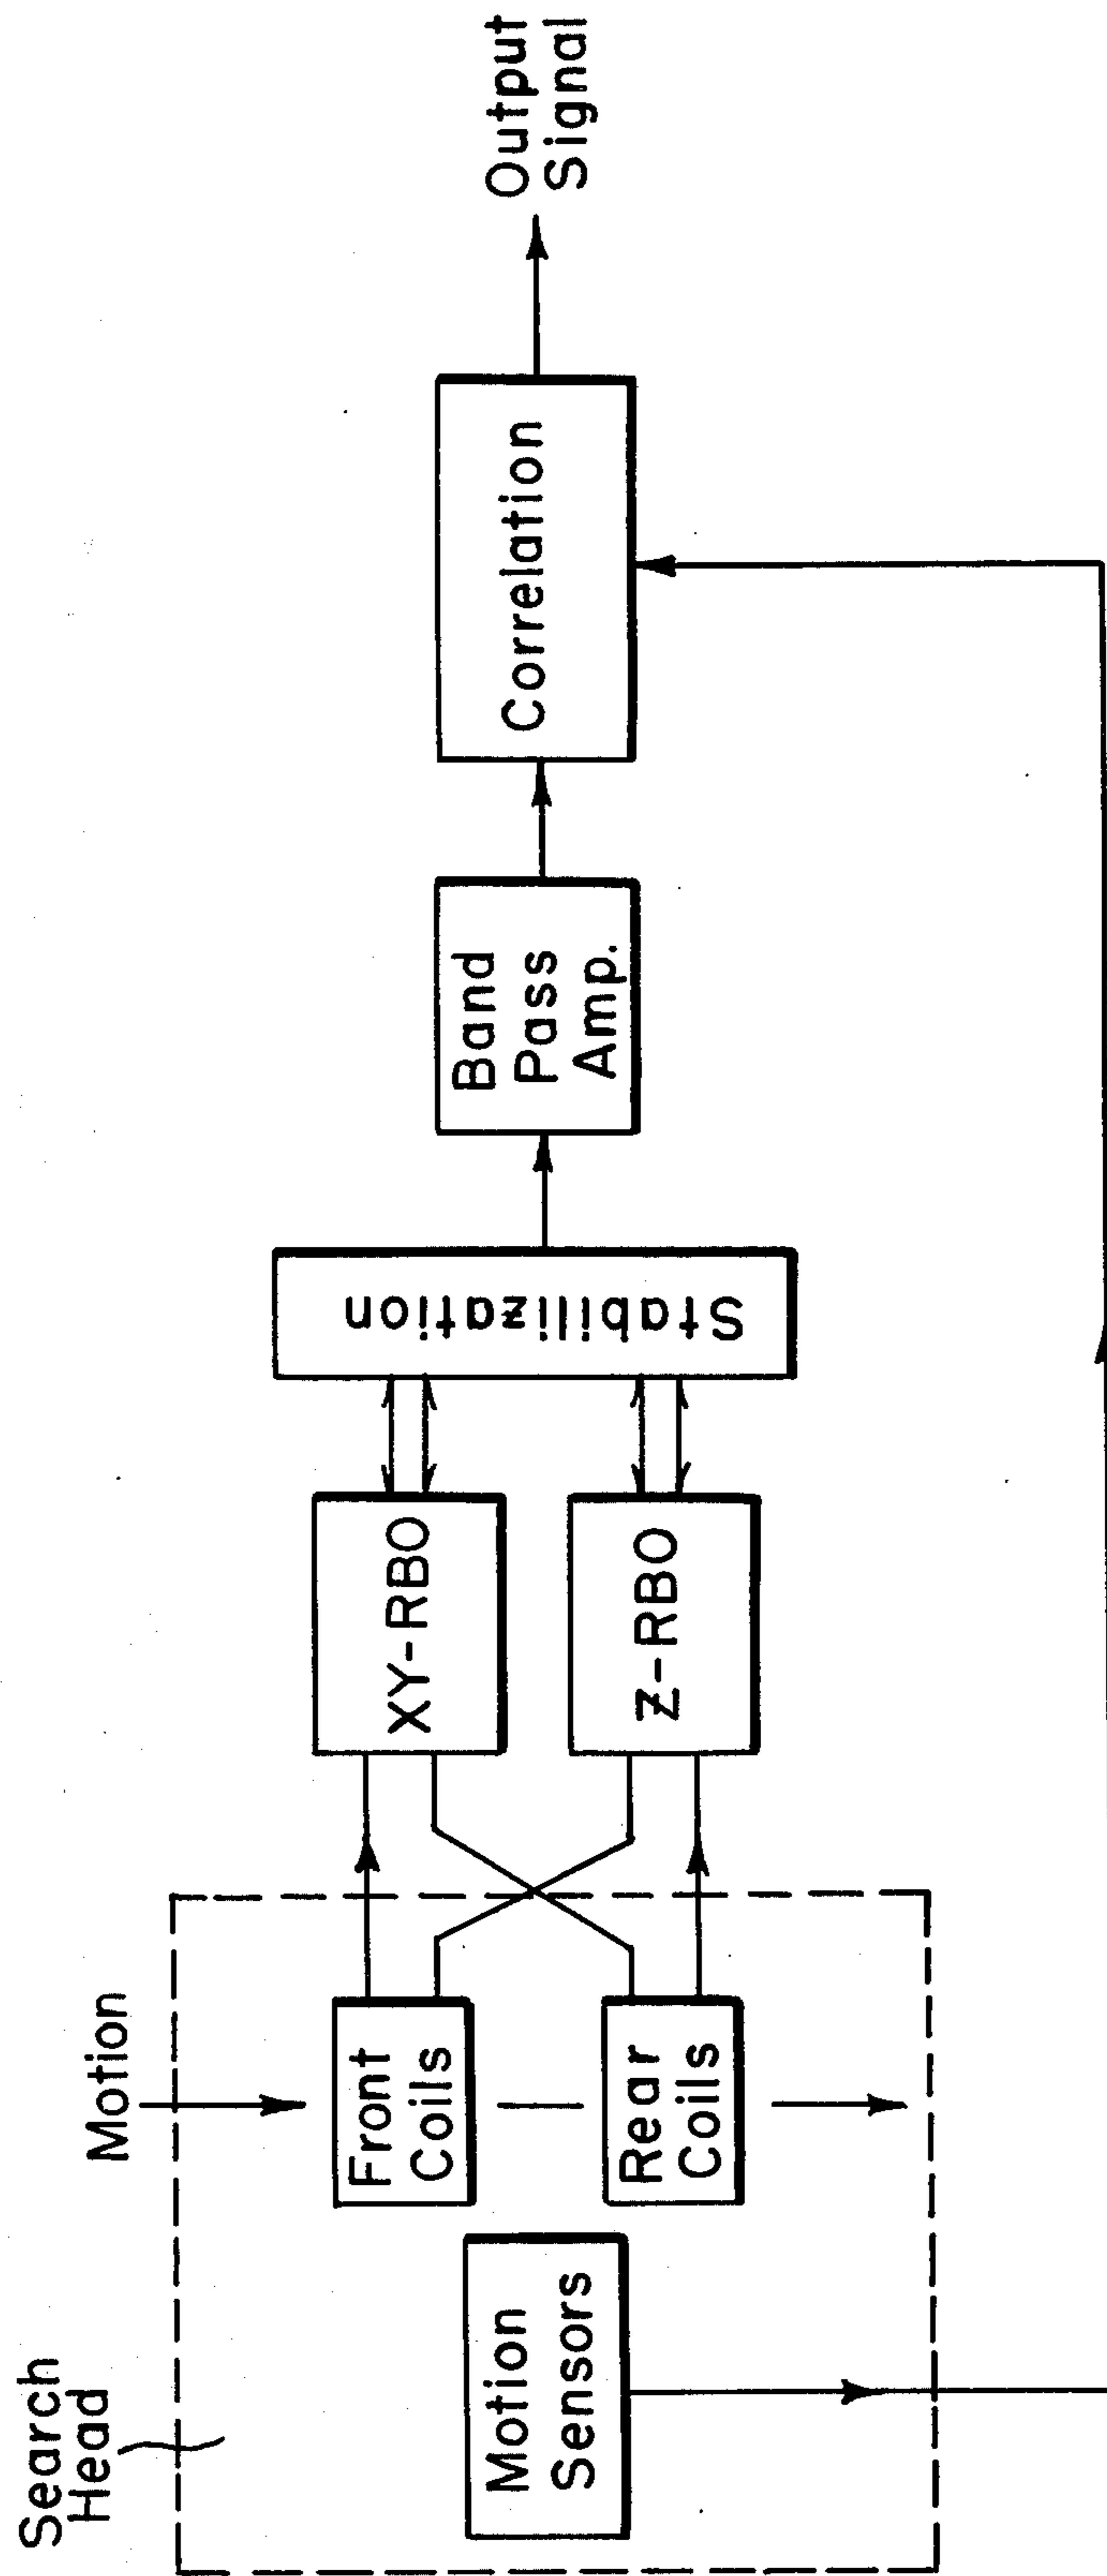 Search
Head
Motion
Motion
Sensors
Front
Coils
Rear
Coils
XY-RBO
Z-RBO
Stabilization
Band
Pass
Amp.
Correlation
Output
Signal